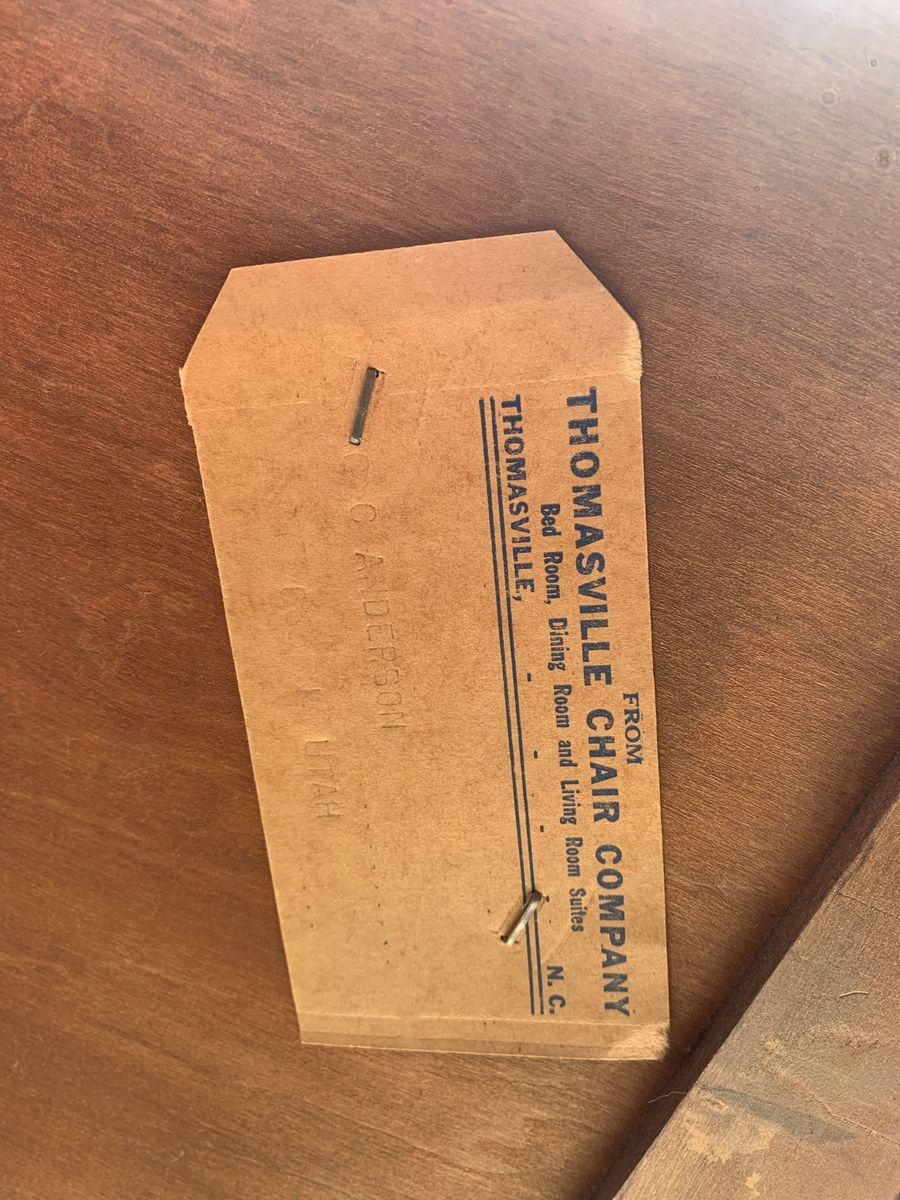 FROM
THOMASVILLE CHAIR COMPANY
Bed Room, Dining Room and Living Room Suites
THOMASVILLE, - - - N. C.
C C ANDERSON
UTAH